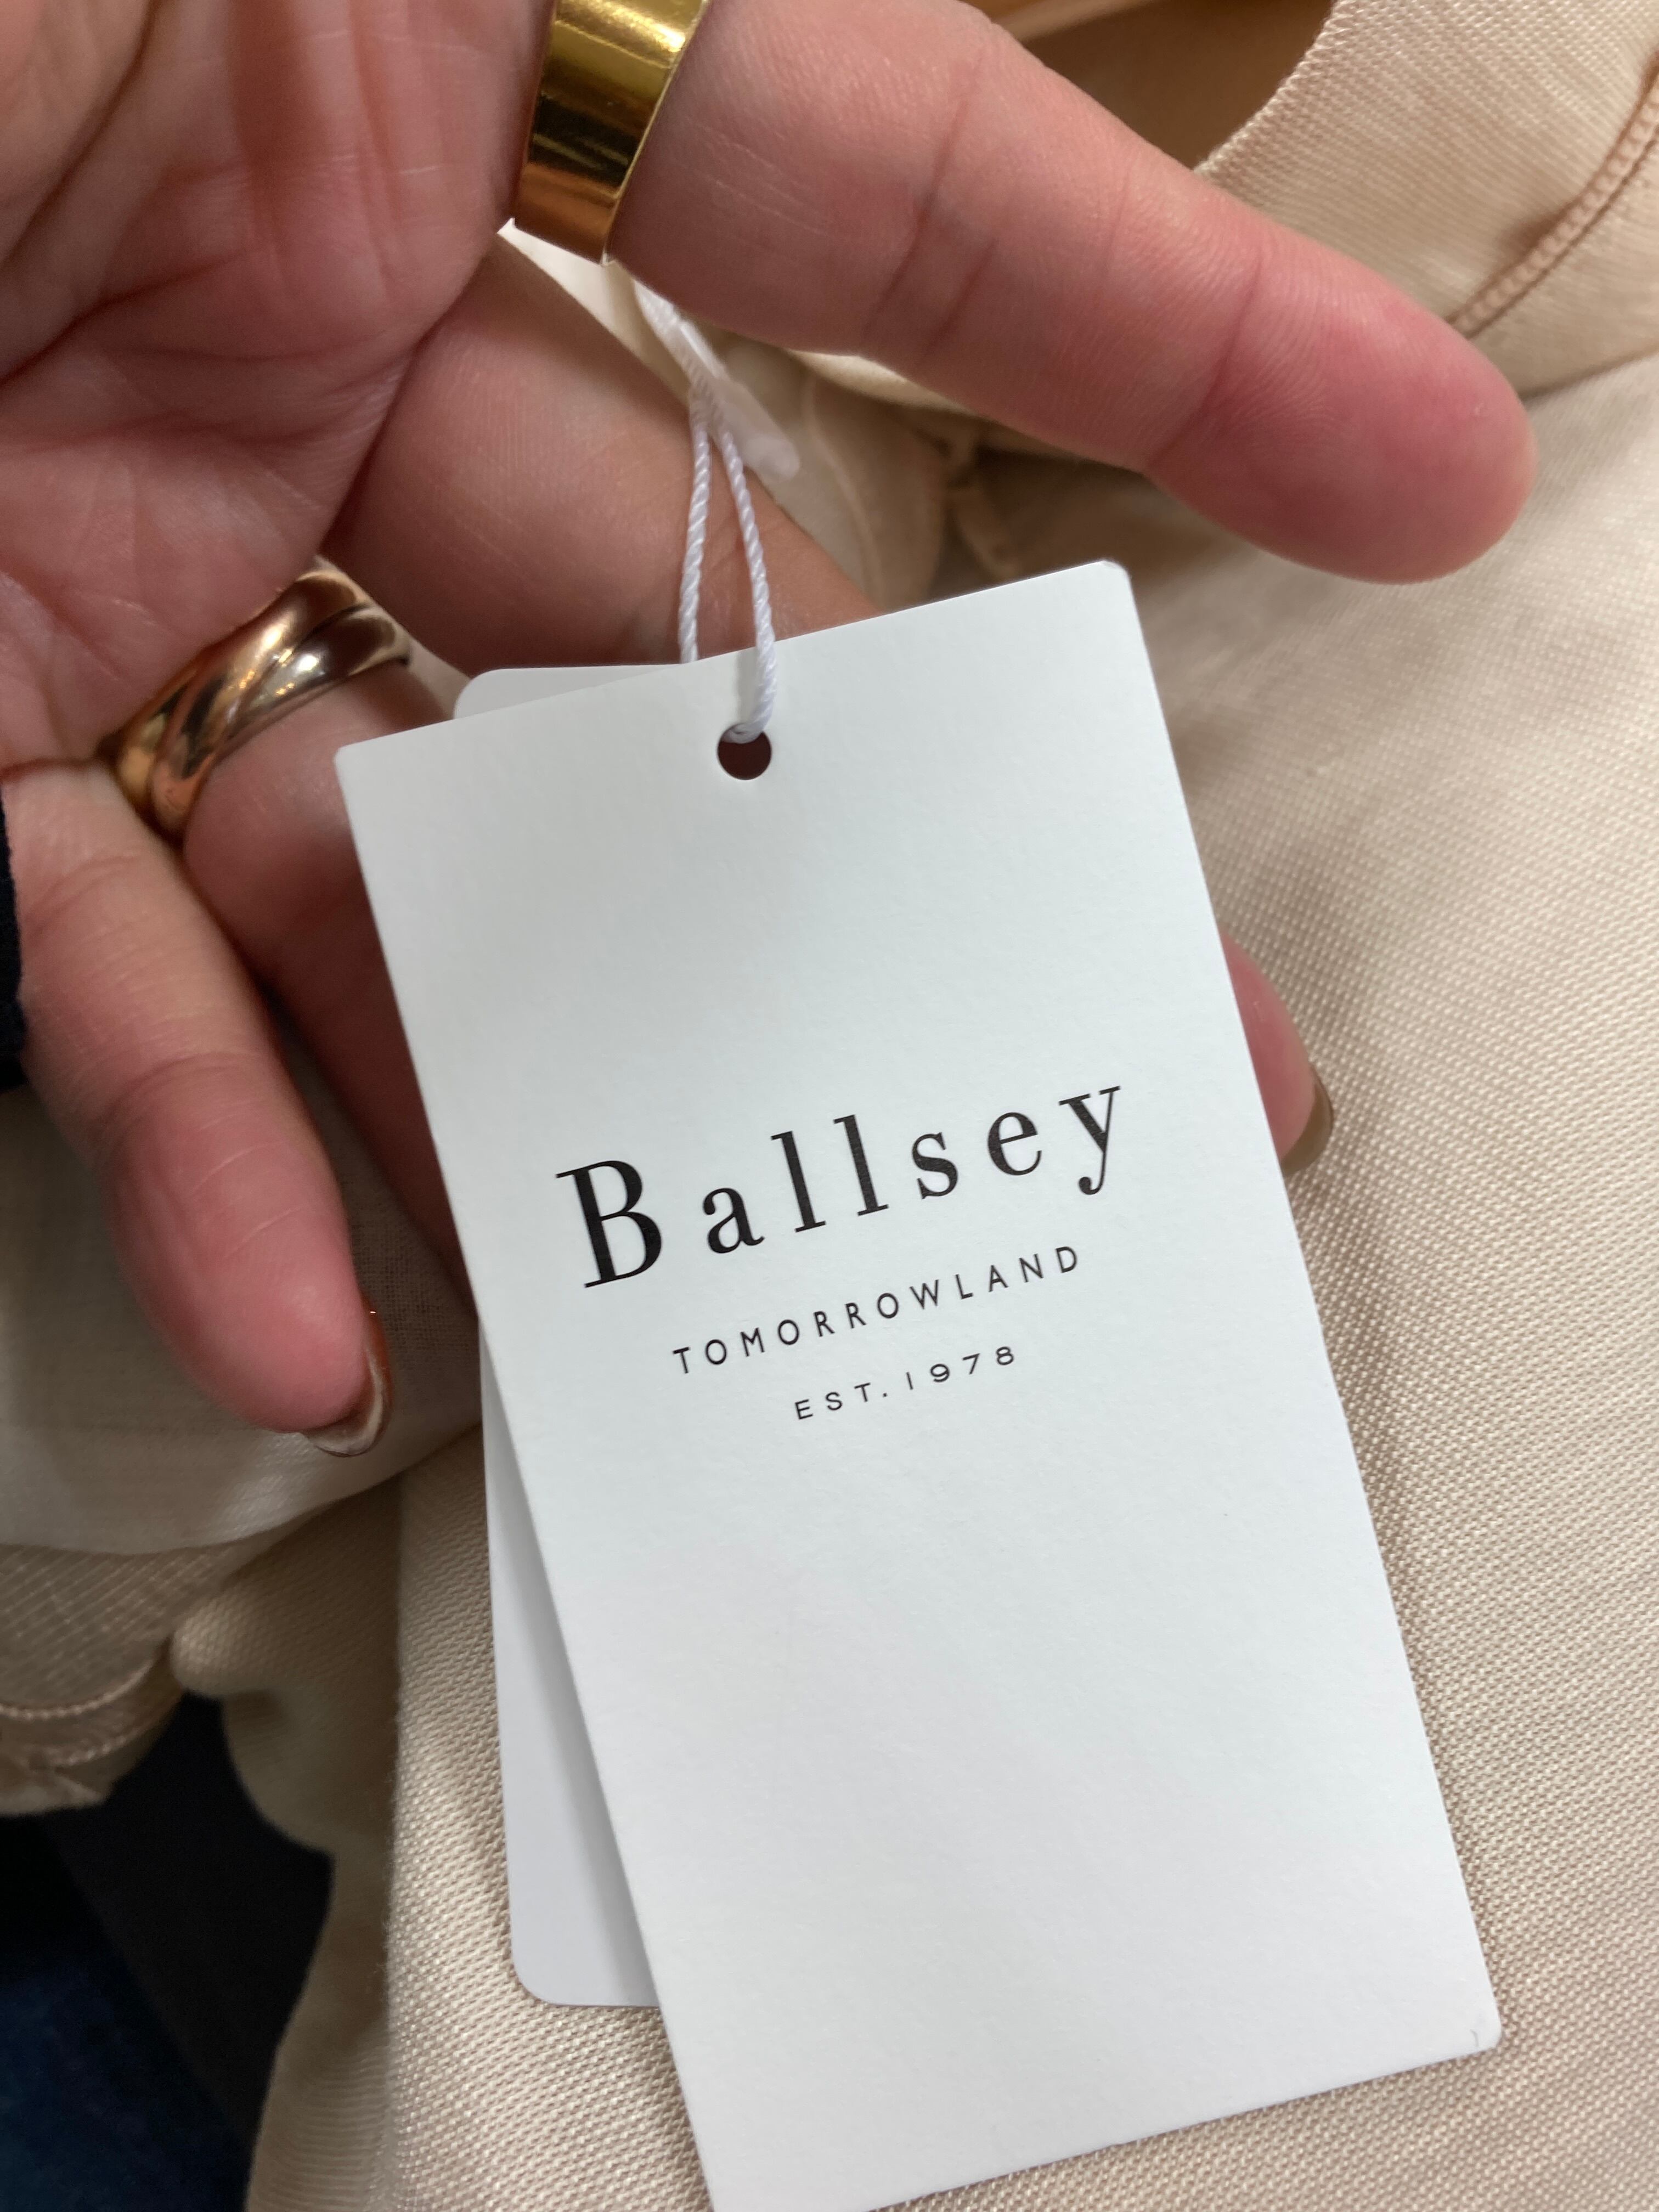 Ballsey
TOMORROWLAND
EST. 1978